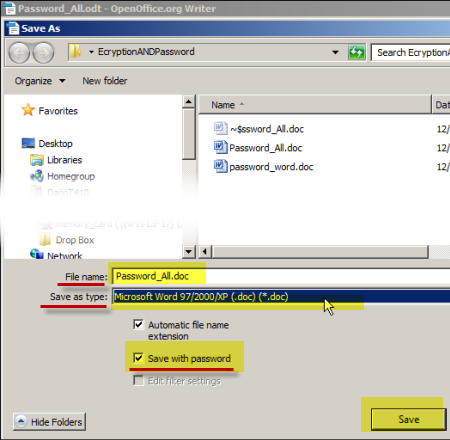 Password_All.odt - OpenOffice.org Writer
Save As
EcryptionANDPassword
Search EcryptionA
Organize
New folder
Favorites
Desktop
Libraries
Homegroup
Drop Box
Network
Name
Da
~$ssword_All.doc
12/
Password_All.doc
12/
password_word.doc
12/
File name:
Password_All.doc
Save as type:
Microsoft Word 97/2000/XP (.doc) (*.doc)
Automatic file name
extension
Save with password
Edit filter settings
Hide Folders
Save